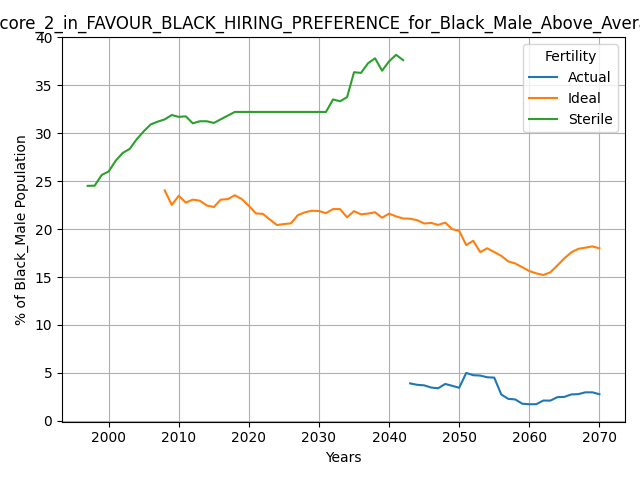 core_2_in_FAVOUR_BLACK_HIRING_PREFERENCE_for_Black_Male_Above_Avera
40
35
30
25
20
15
10
5
0
% of Black_Male Population
Fertility
Actual
Ideal
Sterile
2000 2010 2020 2030 2040 2050 2060 2070
Years